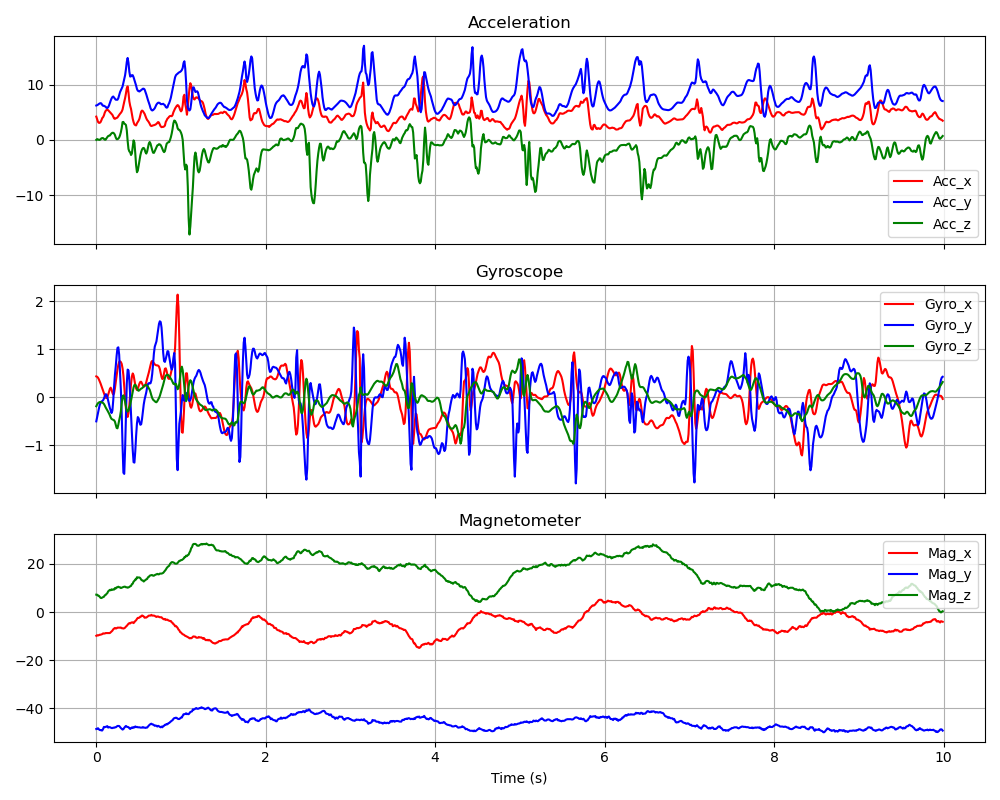 Acceleration
10
0
−10
Acc_x
Acc_y
Acc_z
Gyroscope
2
1
0
−1
Gyro_x
Gyro_y
Gyro_z
Magnetometer
20
0
−20
−40
Mag_x
Mag_y
Mag_z
0 2 4 6 8 10
Time (s)